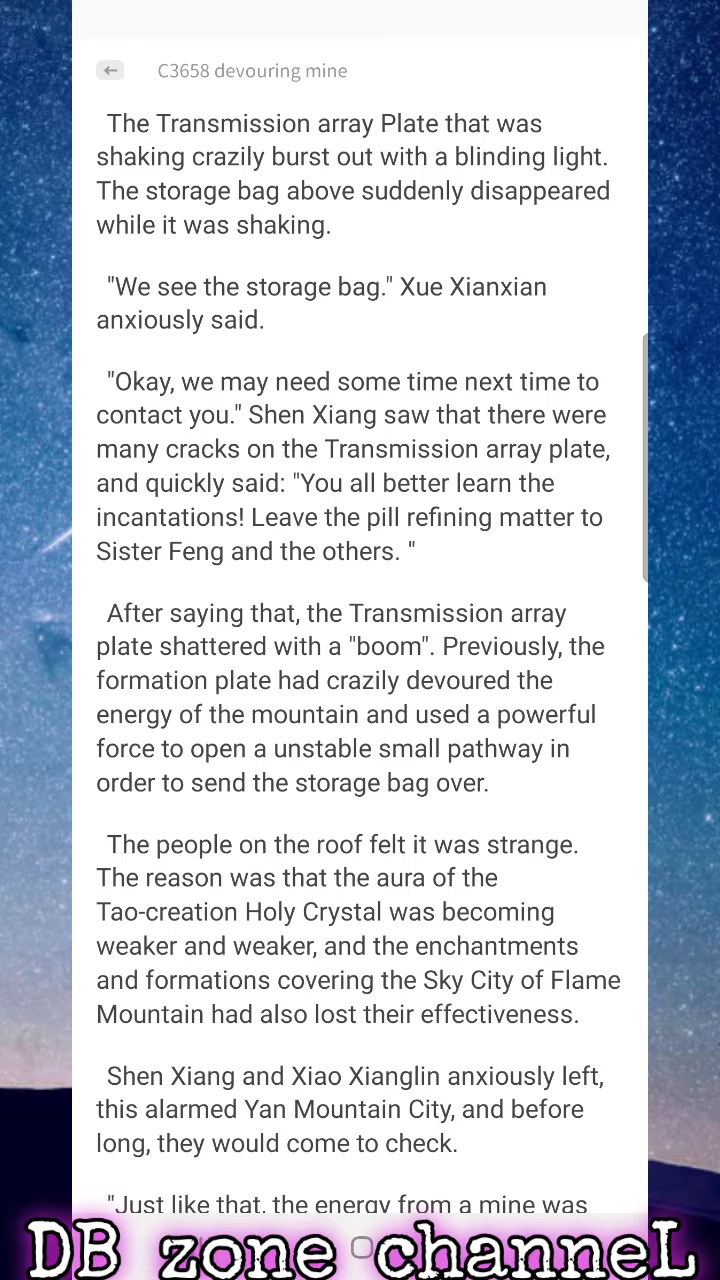 C3658 devouring mine
The Transmission array Plate that was
shaking crazily burst out with a blinding light.
The storage bag above suddenly disappeared
while it was shaking.
"We see the storage bag." Xue Xianxian
anxiously said.
"Okay, we may need some time next time to
contact you." Shen Xiang saw that there were
many cracks on the Transmission array plate,
and quickly said: "You all better learn the
incantations! Leave the pill refining matter to
Sister Feng and the others. "
After saying that, the Transmission array
plate shattered with a "boom". Previously, the
formation plate had crazily devoured the
energy of the mountain and used a powerful
force to open a unstable small pathway in
order to send the storage bag over.
The people on the roof felt it was strange.
The reason was that the aura of the
Tao-creation Holy Crystal was becoming
weaker and weaker, and the enchantments
and formations covering the Sky City of Flame
Mountain had also lost their effectiveness.
Shen Xiang and Xiao Xianglin anxiously left,
this alarmed Yan Mountain City, and before
long, they would come to check.
"Just like that, the energy from a mine was
DB zone channeL